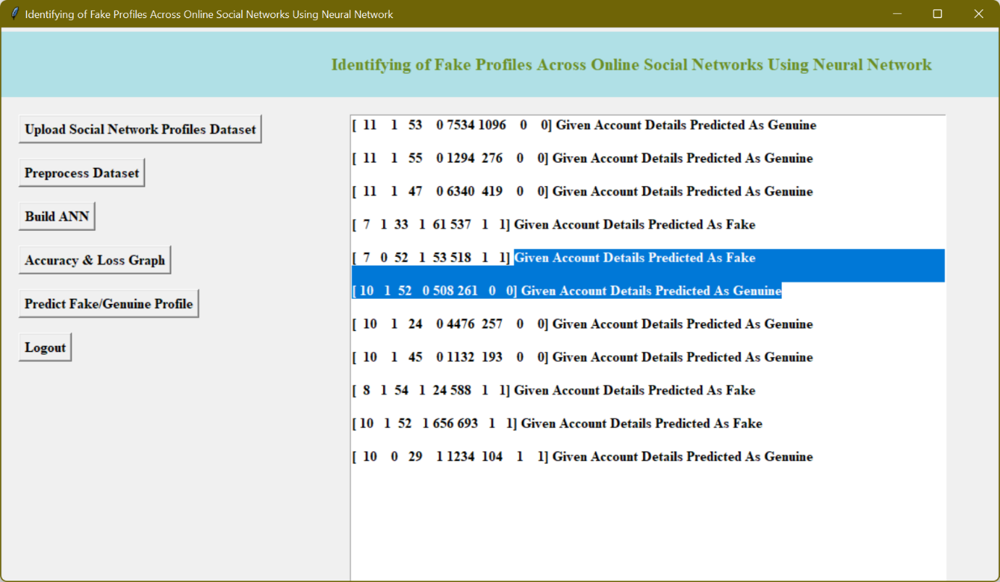 Identifying of Fake Profiles Across Online Social Networks Using Neural Network
Identifying of Fake Profiles Across Online Social Networks Using Neural Network
Upload Social Network Profiles Dataset
Preprocess Dataset
Build ANN
Accuracy & Loss Graph
Predict Fake/Genuine Profile
Logout
[ 11 1 53 0 7534 1096 0 0] Given Account Details Predicted As Genuine
[ 11 1 55 0 1294 276 0 0] Given Account Details Predicted As Genuine
[ 11 1 47 0 6340 419 0 0] Given Account Details Predicted As Genuine
[ 7 1 33 1 61 537 1 1] Given Account Details Predicted As Fake
[ 7 0 52 1 53 518 1 1] Given Account Details Predicted As Fake
[ 10 1 52 0 508 261 0 0] Given Account Details Predicted As Genuine
[ 10 1 24 0 4476 257 0 0] Given Account Details Predicted As Genuine
[ 10 1 45 0 1132 193 0 0] Given Account Details Predicted As Genuine
[ 8 1 54 1 24 588 1 1] Given Account Details Predicted As Fake
[ 10 1 52 1 656 693 1 1] Given Account Details Predicted As Fake
[ 10 0 29 1 1234 104 1 1] Given Account Details Predicted As Genuine